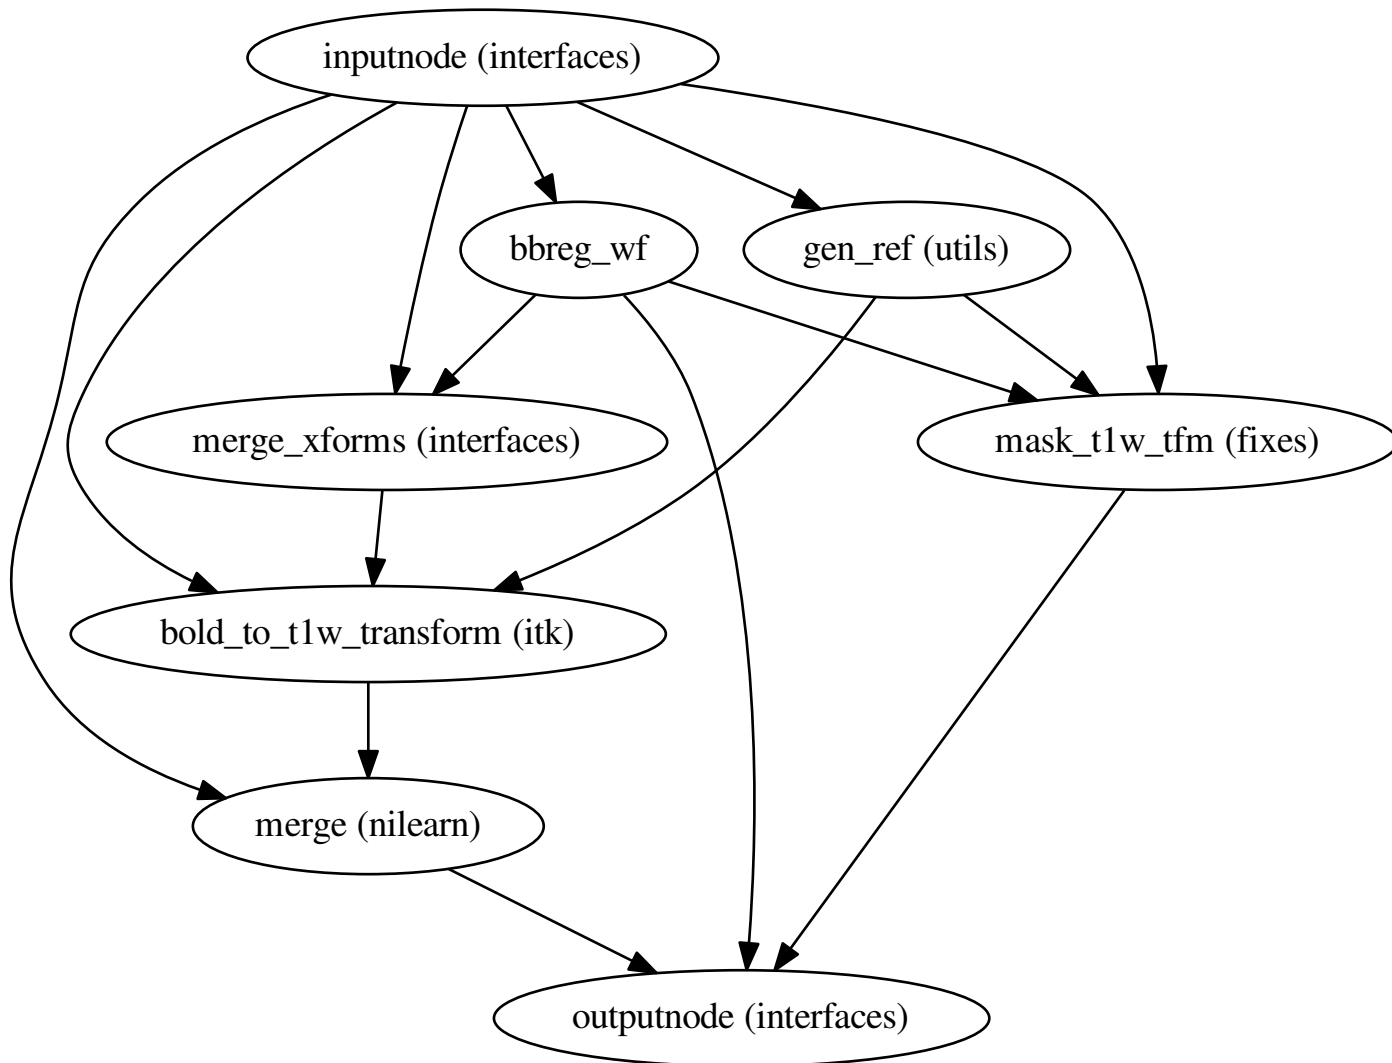 inputnode (interfaces)
bbreg_wf
gen_ref (utils)
merge_xforms (interfaces)
mask_t1w_tfm (fixes)
bold_to_t1w_transform (itk)
merge (nilearn)
outputnode (interfaces)